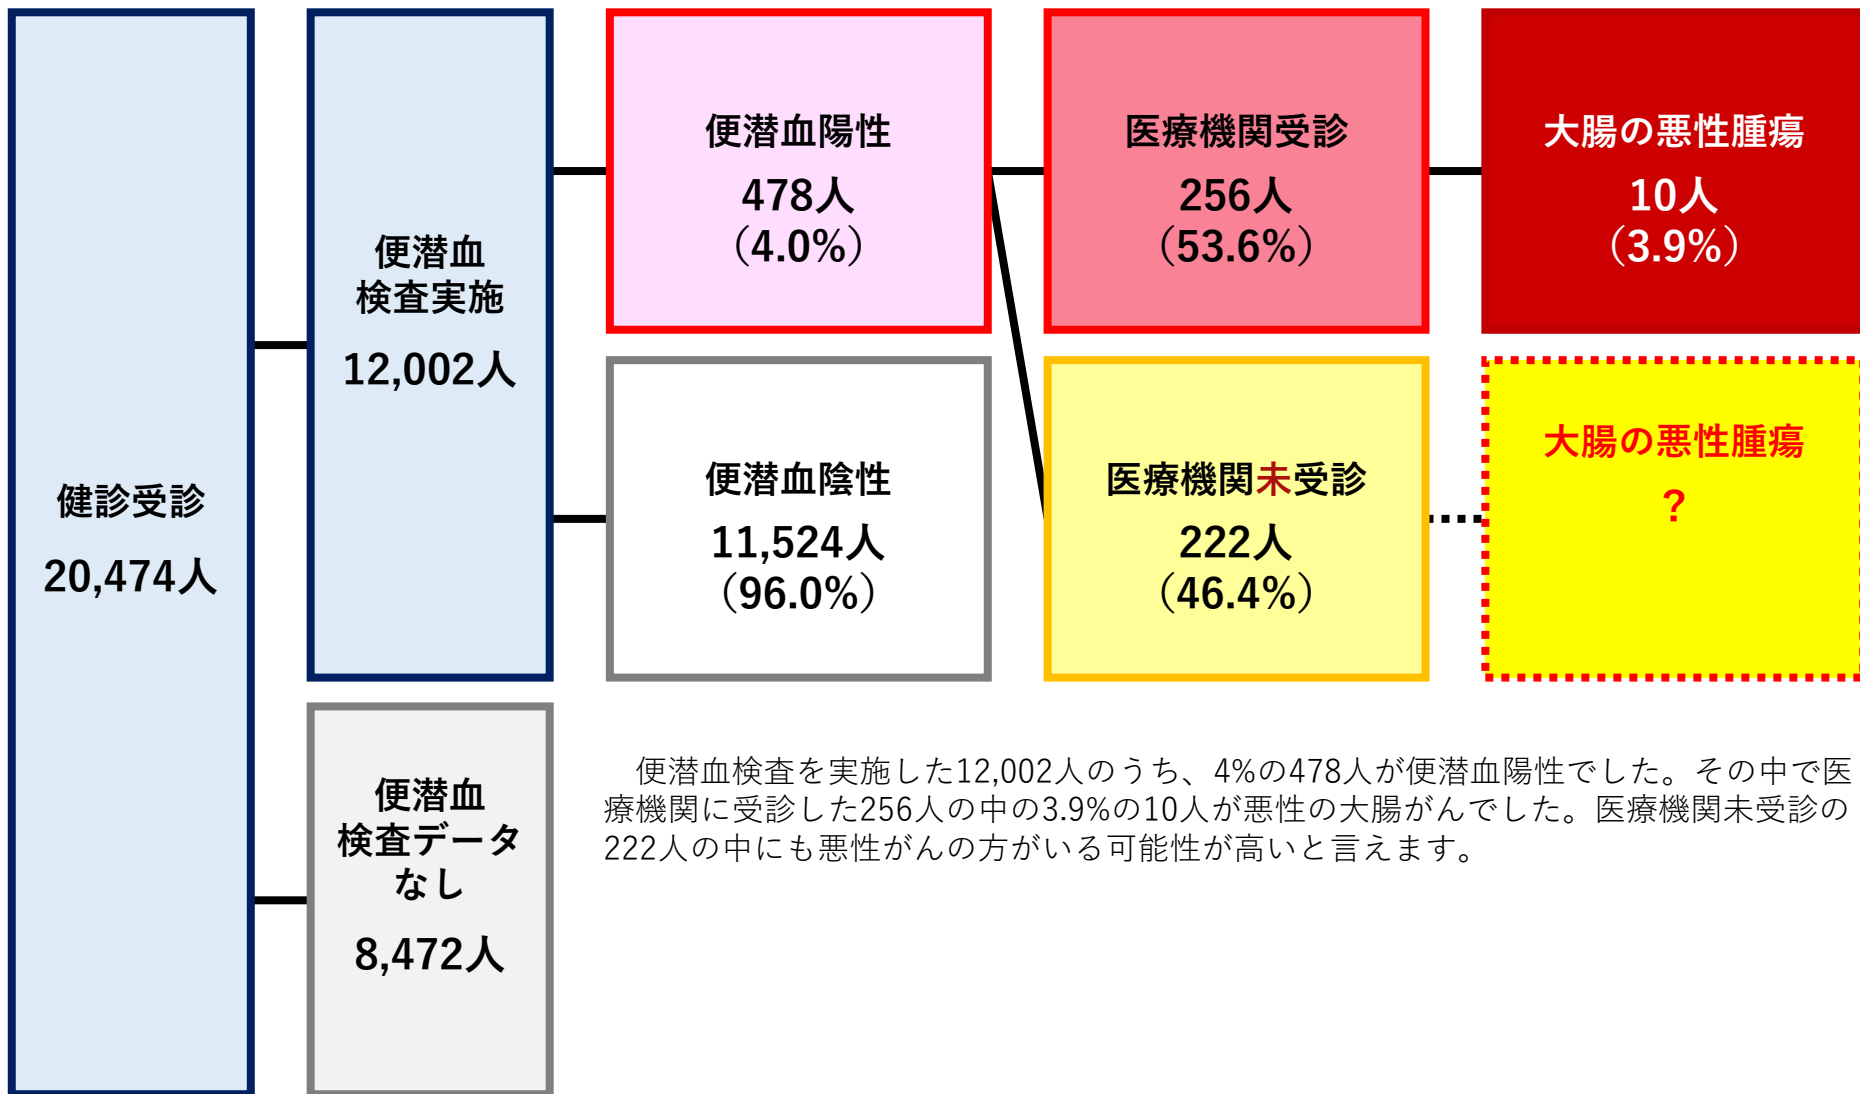 健診受診
20,474人
便潜血
検査実施
12,002人
便潜血
検査データ
なし
8,472人
便潜血陽性
478人
（4.0%）
便潜血陰性
11,524人
（96.0%）
医療機関受診
256人
（53.6%）
医療機関未受診
222人
（46.4%）
大腸の悪性腫瘍
10人
（3.9%）
大腸の悪性腫瘍
？
便潜血検査を実施した12,002人のうち、4%の478人が便潜血陽性でした。その中で医
療機関に受診した256人の中の3.9%の10人が悪性の大腸がんでした。医療機関未受診の
222人の中にも悪性がんの方がいる可能性が高いと言えます。